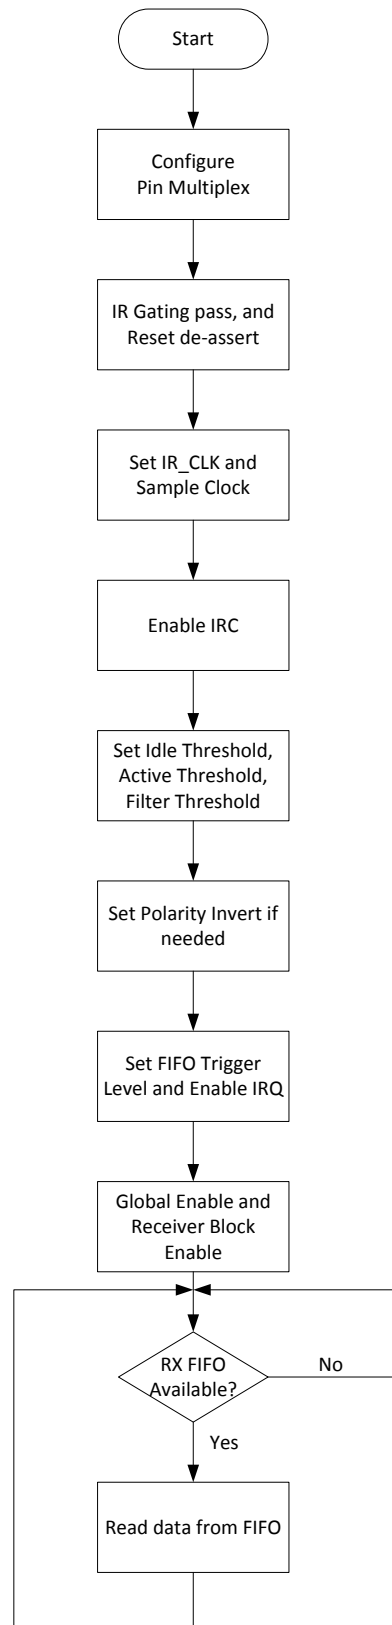 Start
Configure
Pin Multiplex
IR Gating pass, and
Reset de-assert
Set IR_CLK and
Sample Clock
Enable IRC
Set Idle Threshold,
Active Threshold,
Filter Threshold
Set Polarity Invert if
needed
Set FIFO Trigger
Level and Enable IRQ
Global Enable and
Receiver Block
Enable
RX FIFO
Available?
No
Yes
Read data from FIFO